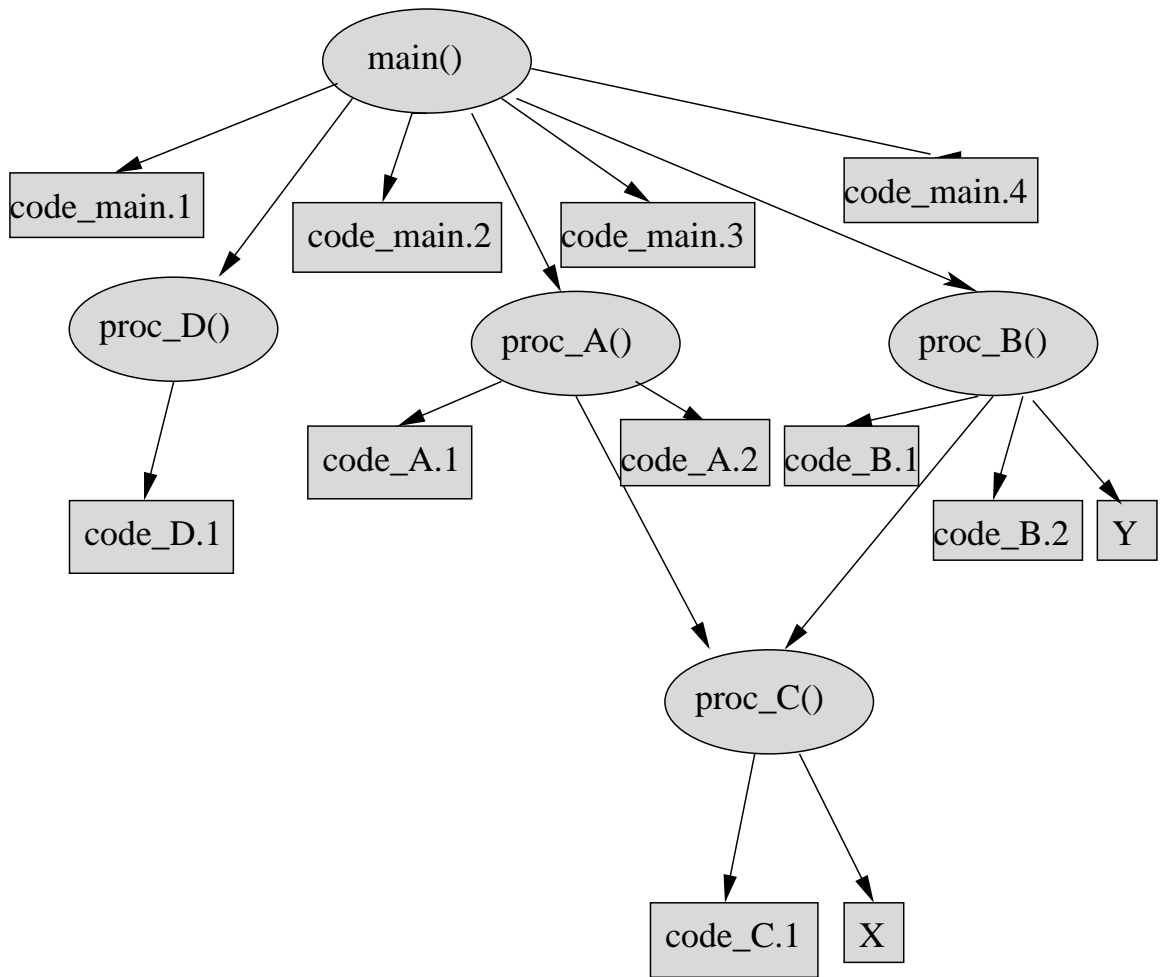 main()
code_main.1
code_main.2
code_main.3
code_main.4
proc_D()
proc_A()
proc_B()
code_A.1
code_A.2
code_B.1
code_D.1
code_B.2
Y
proc_C()
code_C.1
X